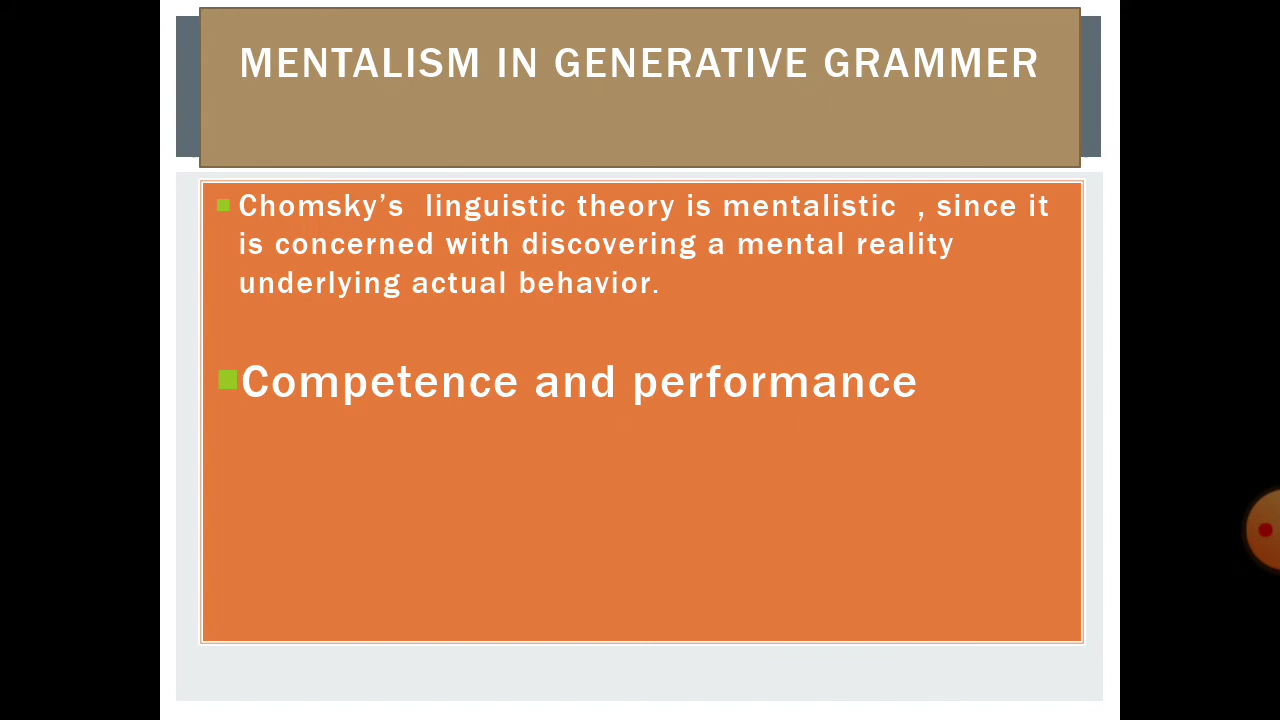 MENTALISM IN GENERATIVE GRAMMER
Chomsky's  linguistic theory is mentalistic  , since it
is concerned with discovering a mental reality
underlying actual behavior.
Competence and performance